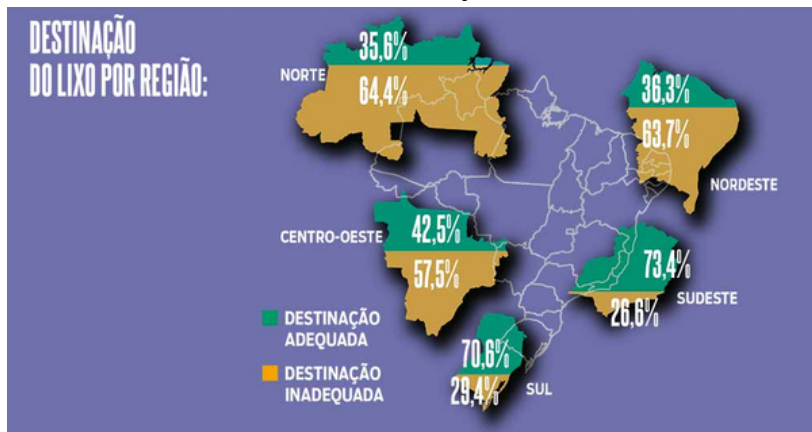 DESTINAÇÃO
DO LIXO POR REGIÃO:
35,6%
NORTE
64,4%
36,3%
63,7%
NORDESTE
CENTRO-OESTE
42,5%
57,5%
73,4%
SUDESTE
26,6%
DESTINAÇÃO
ADEQUADA
70,6%
DESTINAÇÃO
INADEQUADA
29,4%
SUL